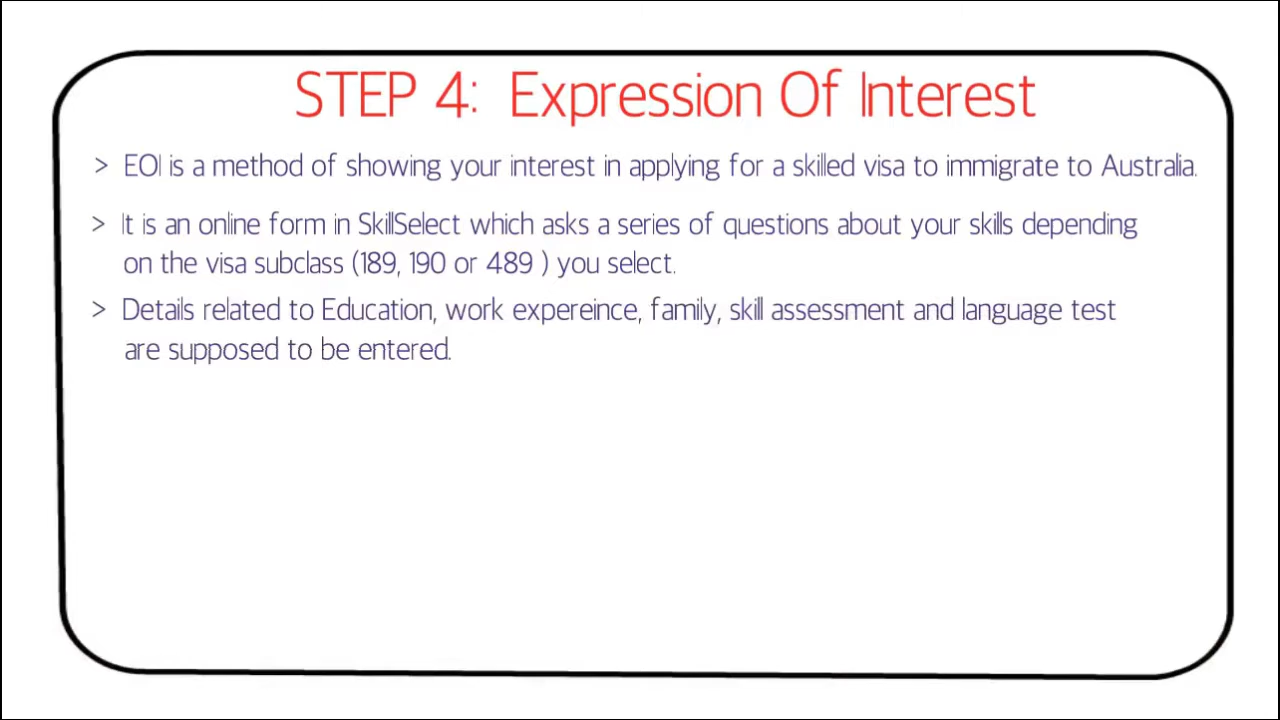 STEP 4: Expression Of Interest
> EOI is a method of showing your interest in applying for a skilled visa to immigrate to Australia.
> It is an online form in SkillSelect which asks a series of questions about your skills depending
on the visa subclass (189, 190 or 489 ) you select.
> Details related to Education, work expereince, family, skill assessment and language test
are supposed to be entered.